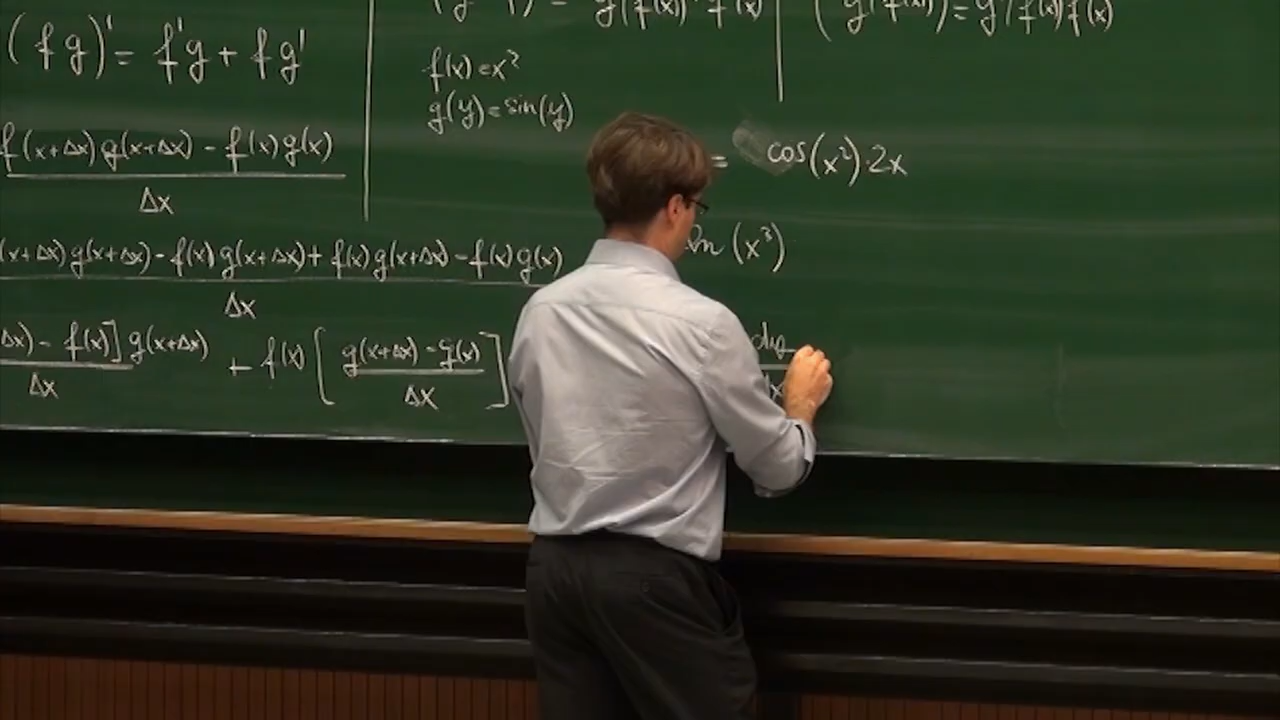 (fg)' = f'g + fg'
f(x+Δx)g(x+Δx) - f(x)g(x)
Δx
(x+Δx)g(x+Δx) - f(x)g(x+Δx) + f(x)g(x+Δx) - f(x)g(x)
Δx
Δx) - f(x)]g(x+Δx) + f(x)[g(x+Δx) - g(x)]
Δx Δx
f(x) = x²
g(y) = sin(y)
= cos(x²)·2x
(x³)
dy